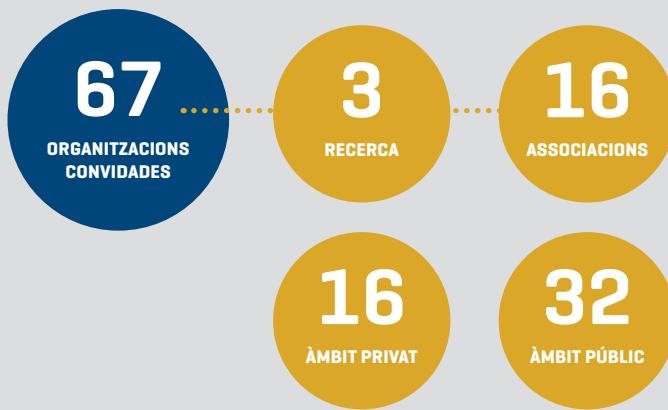 67
ORGANITZACIONS
CONVIDADES
3
RECERCA
16
ASSOCIACIONS
16
ÀMBIT PRIVAT
32
ÀMBIT PÚBLIC